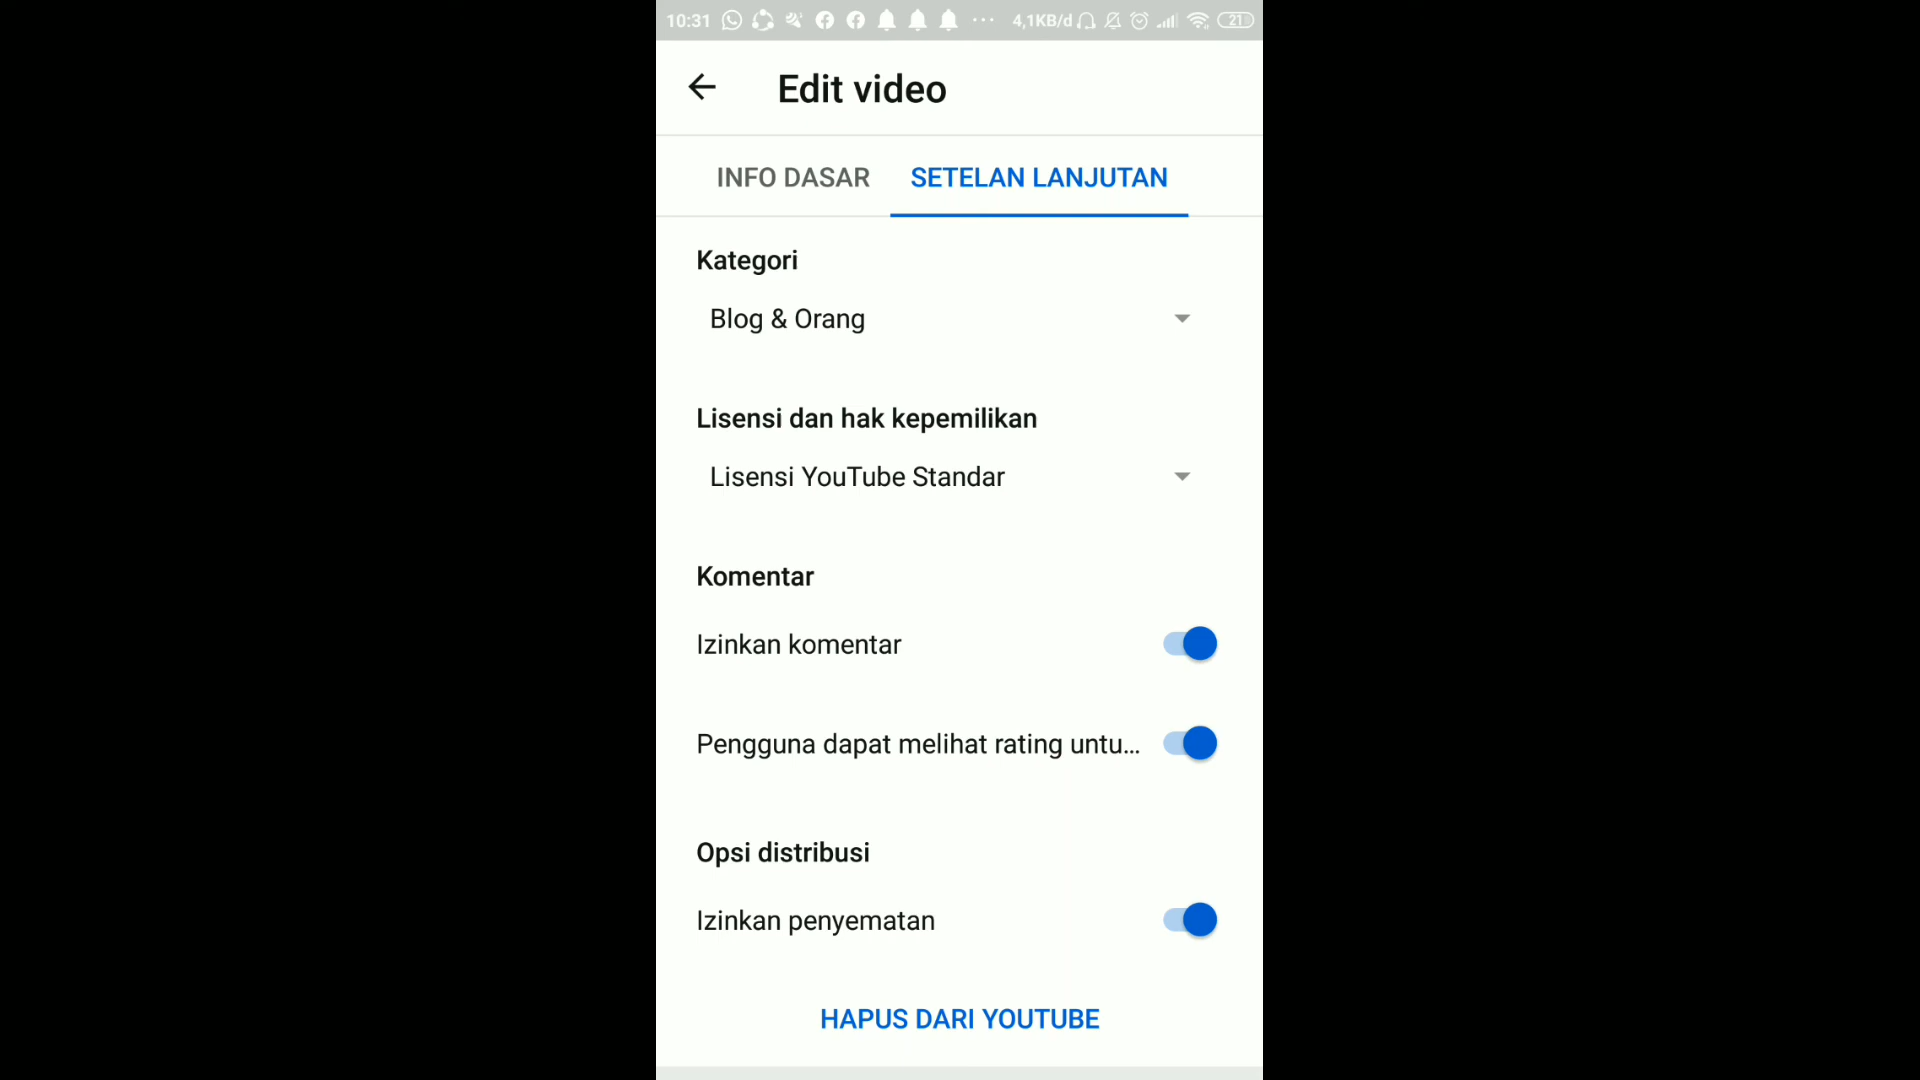 10:31 4,1KB/d 21
Edit video
INFO DASAR SETELAN LANJUTAN
Kategori
Blog & Orang
Lisensi dan hak kepemilikan
Lisensi YouTube Standar
Komentar
Izinkan komentar
Pengguna dapat melihat rating untu...
Opsi distribusi
Izinkan penyematan
HAPUS DARI YOUTUBE